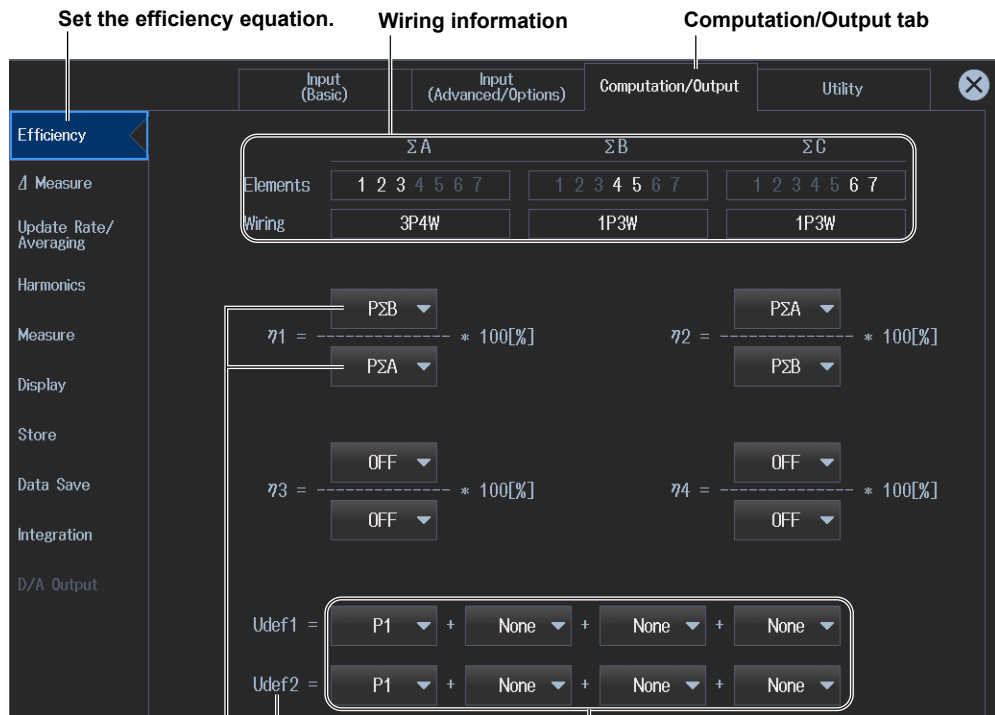 Set the efficiency equation. Wiring information Computation/Output tab
Input (Basic) Input (Advanced/Options) Computation/Output Utility
Efficiency
ΣA ΣB ΣC
⊿ Measure
Elements 1 2 3 4 5 6 7 1 2 3 4 5 6 7 1 2 3 4 5 6 7
Wiring 3P4W 1P3W 1P3W
Update Rate/
Averaging
Harmonics
PΣB PΣA
Measure
η1 = * 100[%] η2 = * 100[%]
PΣA PΣB
Display
Store
OFF OFF
Data Save
η3 = * 100[%] η4 = * 100[%]
OFF OFF
Integration
D/A Output
Udef1 = P1 + None + None + None
Udef2 = P1 + None + None + None